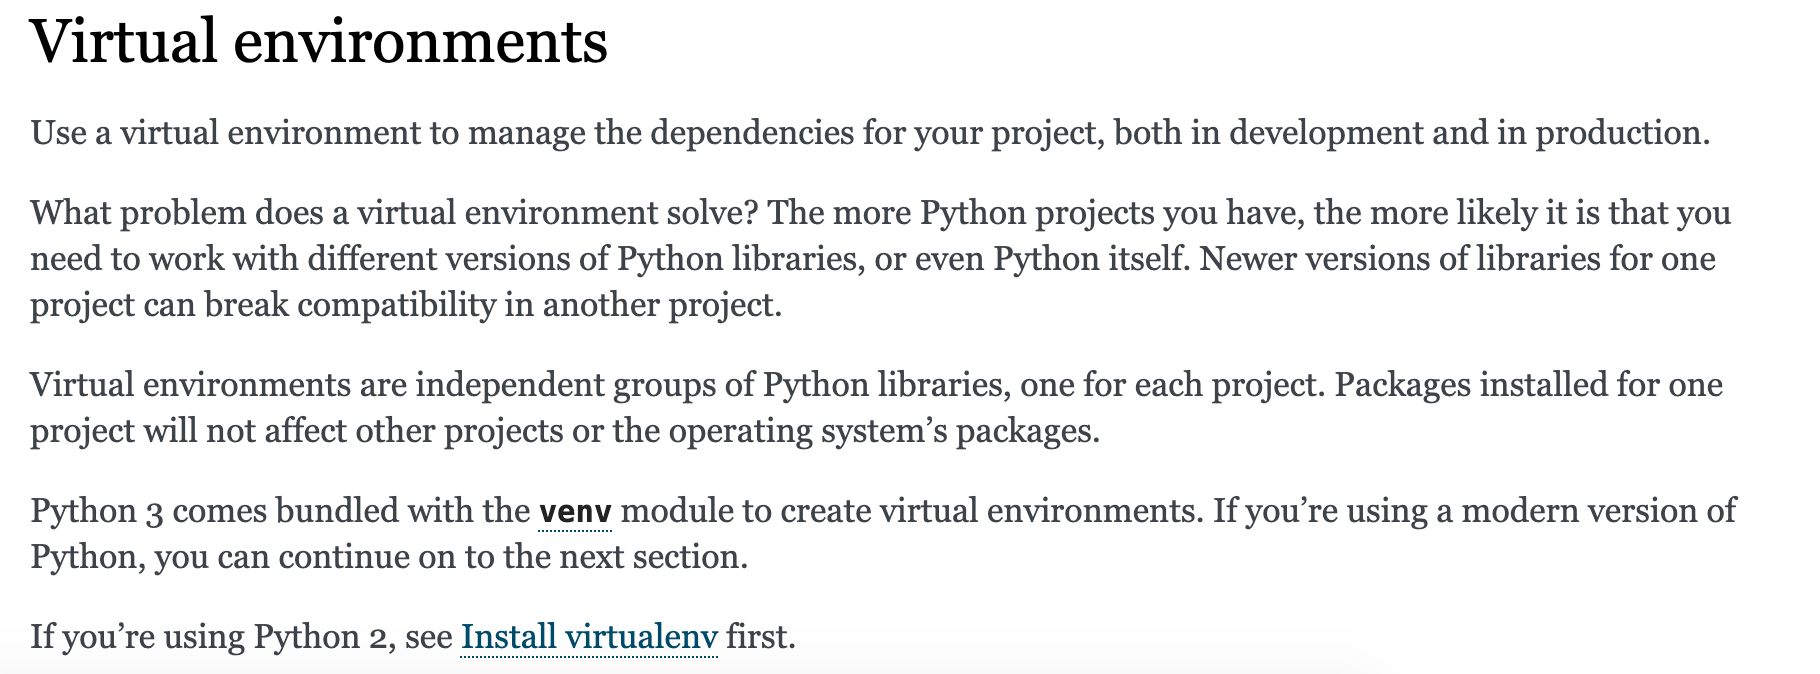 Virtual environments
Use a virtual environment to manage the dependencies for your project, both in development and in production.
What problem does a virtual environment solve? The more Python projects you have, the more likely it is that you
need to work with different versions of Python libraries, or even Python itself. Newer versions of libraries for one
project can break compatibility in another project.
Virtual environments are independent groups of Python libraries, one for each project. Packages installed for one
project will not affect other projects or the operating system’s packages.
Python 3 comes bundled with the venv module to create virtual environments. If you’re using a modern version of
Python, you can continue on to the next section.
If you’re using Python 2, see Install virtualenv first.